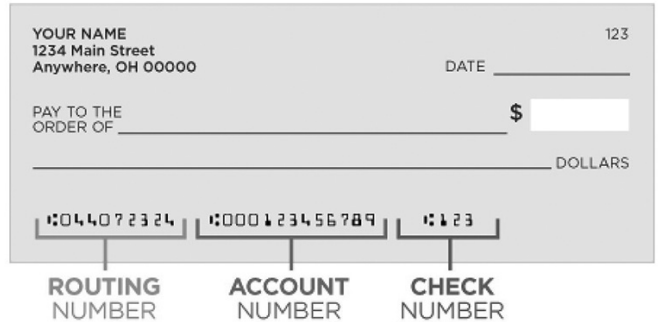 YOUR NAME 123
1234 Main Street
Anywhere, OH 00000
DATE
PAY TO THE
ORDER OF $
DOLLARS
⑆044072324 ⑆000123456789 ⑆123
ROUTING ACCOUNT CHECK
NUMBER NUMBER NUMBER